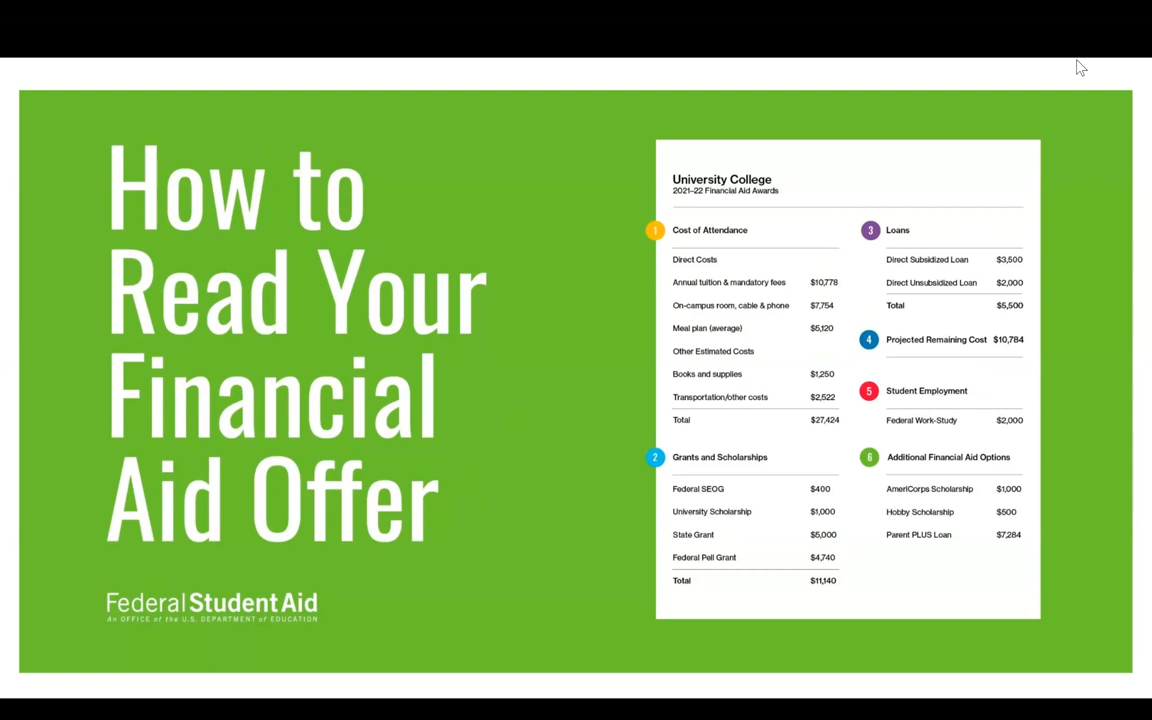 How to
Read Your
Financial
Aid Offer
Federal Student Aid
An OFFICE of the U.S. DEPARTMENT of EDUCATION
University College
2021–22 Financial Aid Awards
1 Cost of Attendance
Direct Costs
Annual tuition & mandatory fees $10,778
On-campus room, cable & phone $7,754
Meal plan (average) $5,120
Other Estimated Costs
Books and supplies $1,250
Transportation/other costs $2,522
Total $27,424
2 Grants and Scholarships
Federal SEOG $400
University Scholarship $1,000
State Grant $5,000
Federal Pell Grant $4,740
Total $11,140
3 Loans
Direct Subsidized Loan $3,500
Direct Unsubsidized Loan $2,000
Total $5,500
4 Projected Remaining Cost $10,784
5 Student Employment
Federal Work-Study $2,000
6 Additional Financial Aid Options
AmeriCorps Scholarship $1,000
Hobby Scholarship $500
Parent PLUS Loan $7,284